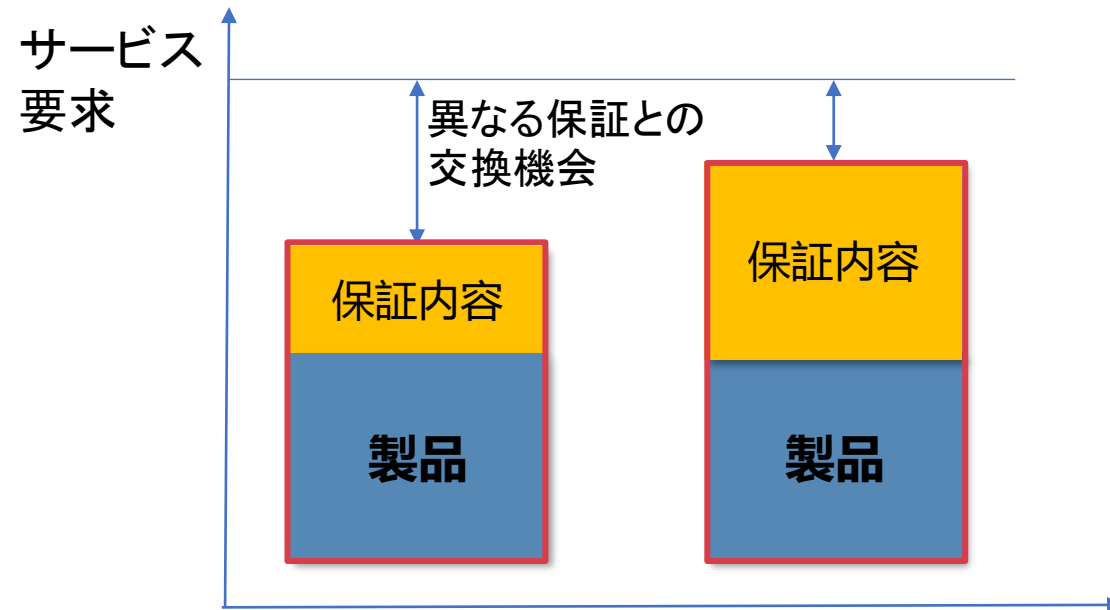 サービス
要求
異なる保証との
交換機会
保証内容
保証内容
製品
製品